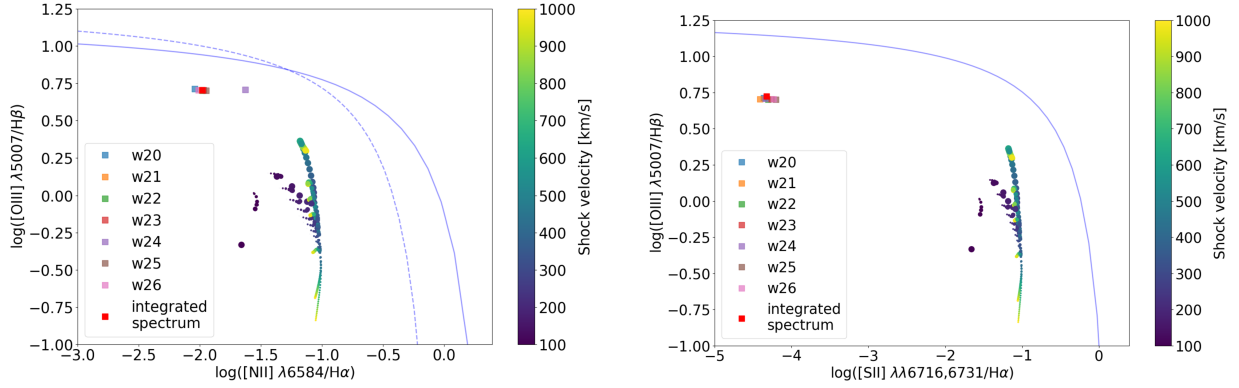 1.25
1.00
0.75
0.50
0.25
0.00
−0.25
−0.50
−0.75
−1.00
log([OIII] λ5007/Hβ)
w20
w21
w22
w23
w24
w25
w26
integrated
spectrum
−3.0 −2.5 −2.0 −1.5 −1.0 −0.5 0.0
log([NII] λ6584/Hα)
1000
900
800
700
600
500
400
300
200
100
Shock velocity [km/s]
1.25
1.00
0.75
0.50
0.25
0.00
−0.25
−0.50
−0.75
−1.00
log([OIII] λ5007/Hβ)
w20
w21
w22
w23
w24
w25
w26
integrated
spectrum
−5 −4 −3 −2 −1 0
log([SII] λλ6716,6731/Hα)
1000
900
800
700
600
500
400
300
200
100
Shock velocity [km/s]